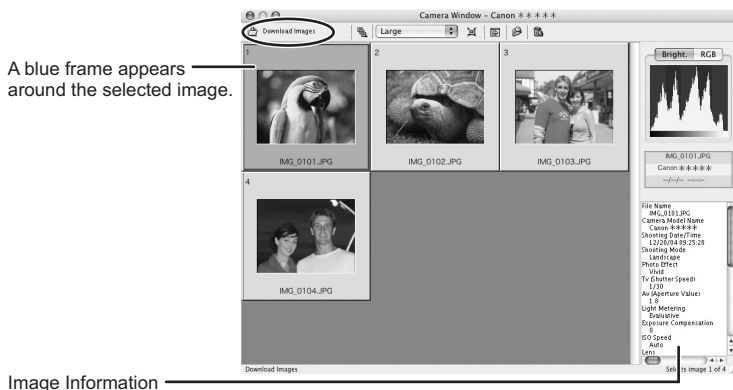 Camera Window – Canon ＊＊＊＊＊
Download Images
Large
A blue frame appears
around the selected image.
1
2
3
IMG_0101.JPG
IMG_0102.JPG
IMG_0103.JPG
4
IMG_0104.JPG
Bright. RGB
IMG_0101.JPG
Canon＊＊＊＊＊
--/--/-- --:--:--
File Name
IMG_0101.JPG
Camera Model Name
Canon ＊＊＊＊＊
Shooting Date/Time
12/20/04 09:25:20
Shooting Mode
Landscape
Photo Effect
Vivid
Tv (Shutter Speed)
1/30
Av (Aperture Value)
1.8
Light Metering
Evaluative
Exposure Compensation
0
ISO Speed
Auto
Lens
Download Images
Selects image 1 of 4
Image Information